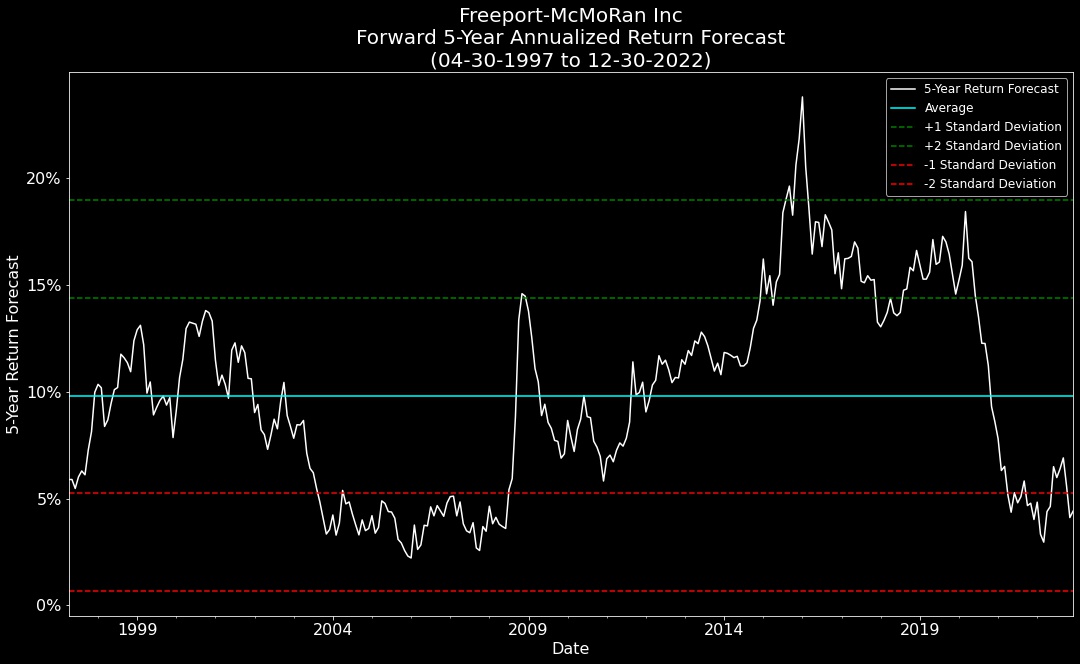 Freeport-McMoRan Inc
Forward 5-Year Annualized Return Forecast
(04-30-1997 to 12-30-2022)
5-Year Return Forecast
Average
+1 Standard Deviation
+2 Standard Deviation
-1 Standard Deviation
-2 Standard Deviation
5-Year Return Forecast
20%
15%
10%
5%
0%
1999
2004
2009
2014
2019
Date